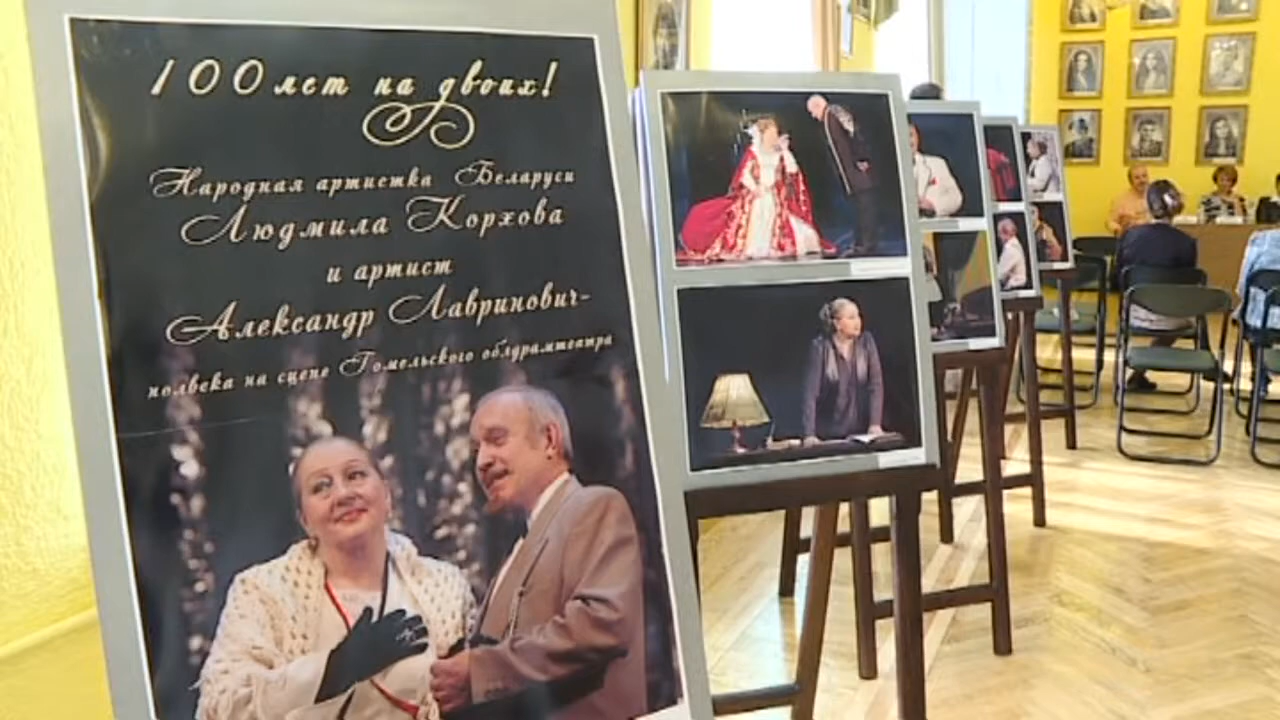 100 лет на двоих!
Народная артистка Беларуси
Людмила Корхова
и артист
Александр Лавринович-
полвека на сцене Гомельского облдрамтеатра